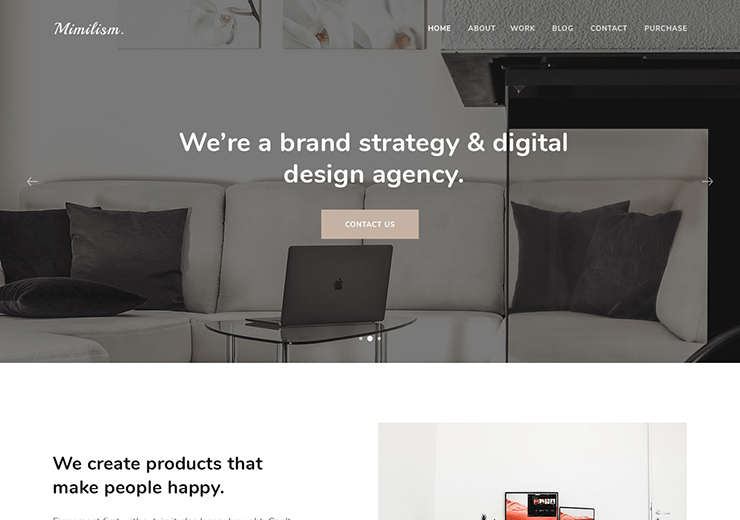 Mimilism.
HOME ABOUT WORK BLOG CONTACT PURCHASE
We're a brand strategy & digital
design agency.
CONTACT US
We create products that
make people happy.